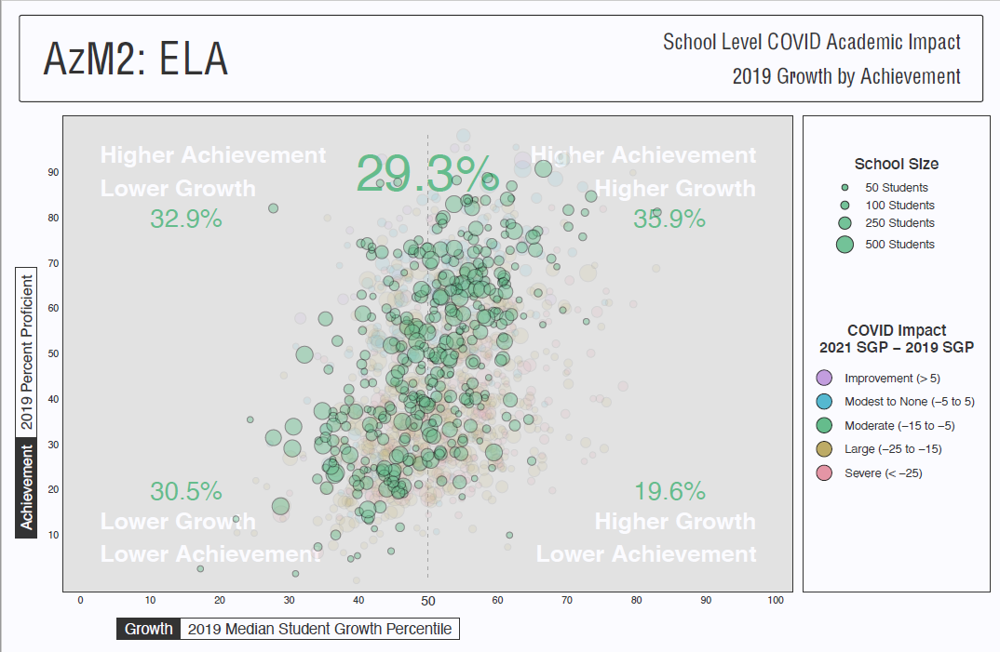 AzM2: ELA
School Level COVID Academic Impact
2019 Growth by Achievement
Higher Achievement
Lower Growth
32.9%
29.3%
Higher Achievement
Higher Growth
35.9%
30.5%
Lower Growth
Lower Achievement
19.6%
Higher Growth
Lower Achievement
90
80
70
60
50
40
30
20
10
Achievement 2019 Percent Proficient
0 10 20 30 40 50 60 70 80 90 100
Growth 2019 Median Student Growth Percentile
School Size
50 Students
100 Students
250 Students
500 Students
COVID Impact
2021 SGP − 2019 SGP
Improvement (> 5)
Modest to None (−5 to 5)
Moderate (−15 to −5)
Large (−25 to −15)
Severe (< −25)